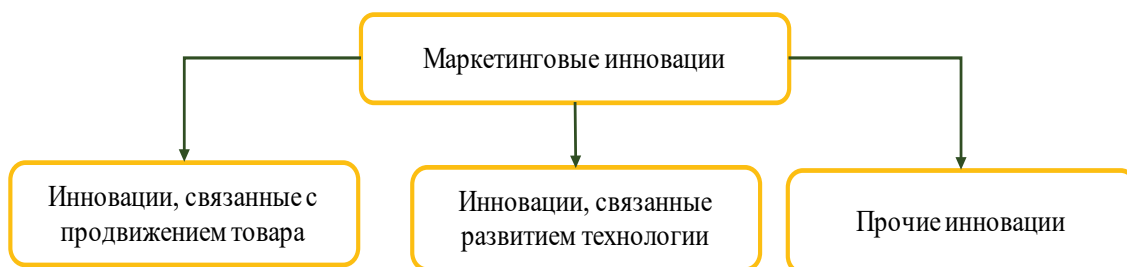 Маркетинговые инновации
Инновации, связанные с
продвижением товара
Инновации, связанные
развитием технологии
Прочие инновации